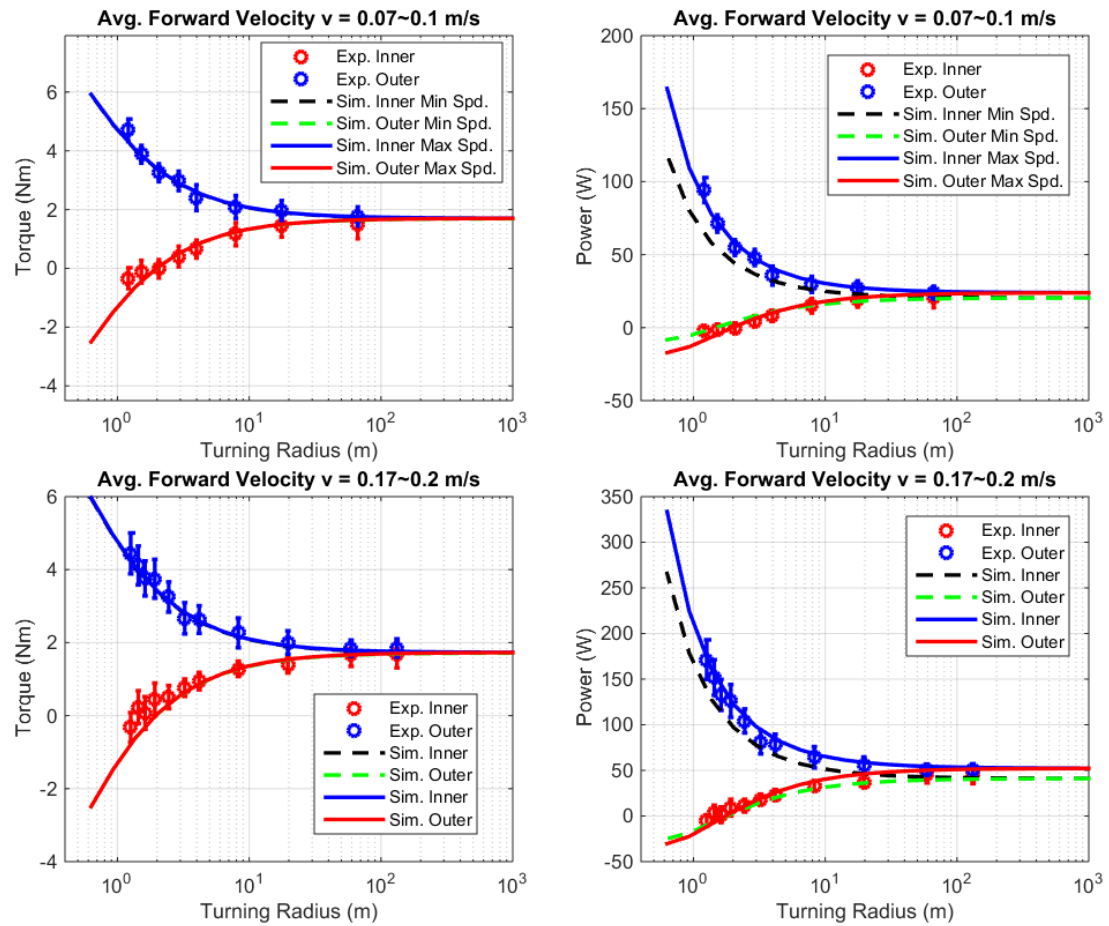 Avg. Forward Velocity v = 0.07~0.1 m/s
Torque (Nm)
6
4
2
0
-2
-4
Exp. Inner
Exp. Outer
Sim. Inner Min Spd.
Sim. Outer Min Spd.
Sim. Inner Max Spd.
Sim. Outer Max Spd.
10^0
10^1
10^2
10^3
Turning Radius (m)
Avg. Forward Velocity v = 0.07~0.1 m/s
Power (W)
200
150
100
50
0
-50
Exp. Inner
Exp. Outer
Sim. Inner Min Spd.
Sim. Outer Min Spd.
Sim. Inner Max Spd.
Sim. Outer Max Spd.
10^0
10^1
10^2
10^3
Turning Radius (m)
Avg. Forward Velocity v = 0.17~0.2 m/s
Torque (Nm)
6
4
2
0
-2
-4
Exp. Inner
Exp. Outer
Sim. Inner
Sim. Outer
Sim. Inner
Sim. Outer
10^0
10^1
10^2
10^3
Turning Radius (m)
Avg. Forward Velocity v = 0.17~0.2 m/s
Power (W)
350
300
250
200
150
100
50
0
-50
Exp. Inner
Exp. Outer
Sim. Inner
Sim. Outer
Sim. Inner
Sim. Outer
10^0
10^1
10^2
10^3
Turning Radius (m)